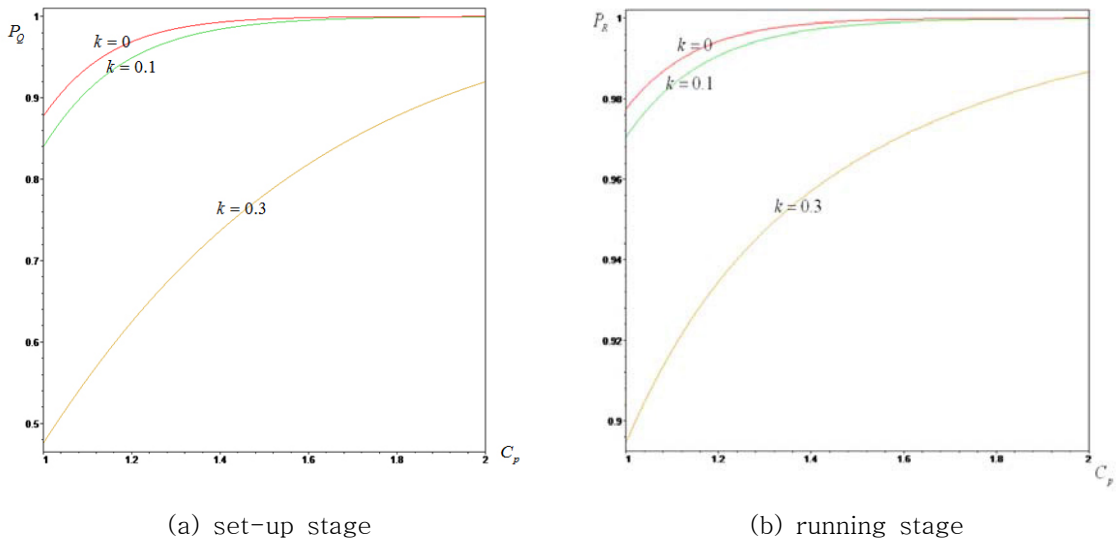 P_Q
1
k = 0
k = 0.1
0.9
0.8
k = 0.3
0.7
0.6
0.5
1
1.2
1.4
1.6
1.8
2
C_p
(a) set-up stage
P_R
1
k = 0
k = 0.1
0.98
0.96
k = 0.3
0.94
0.92
0.9
1
1.2
1.4
1.6
1.8
2
C_p
(b) running stage